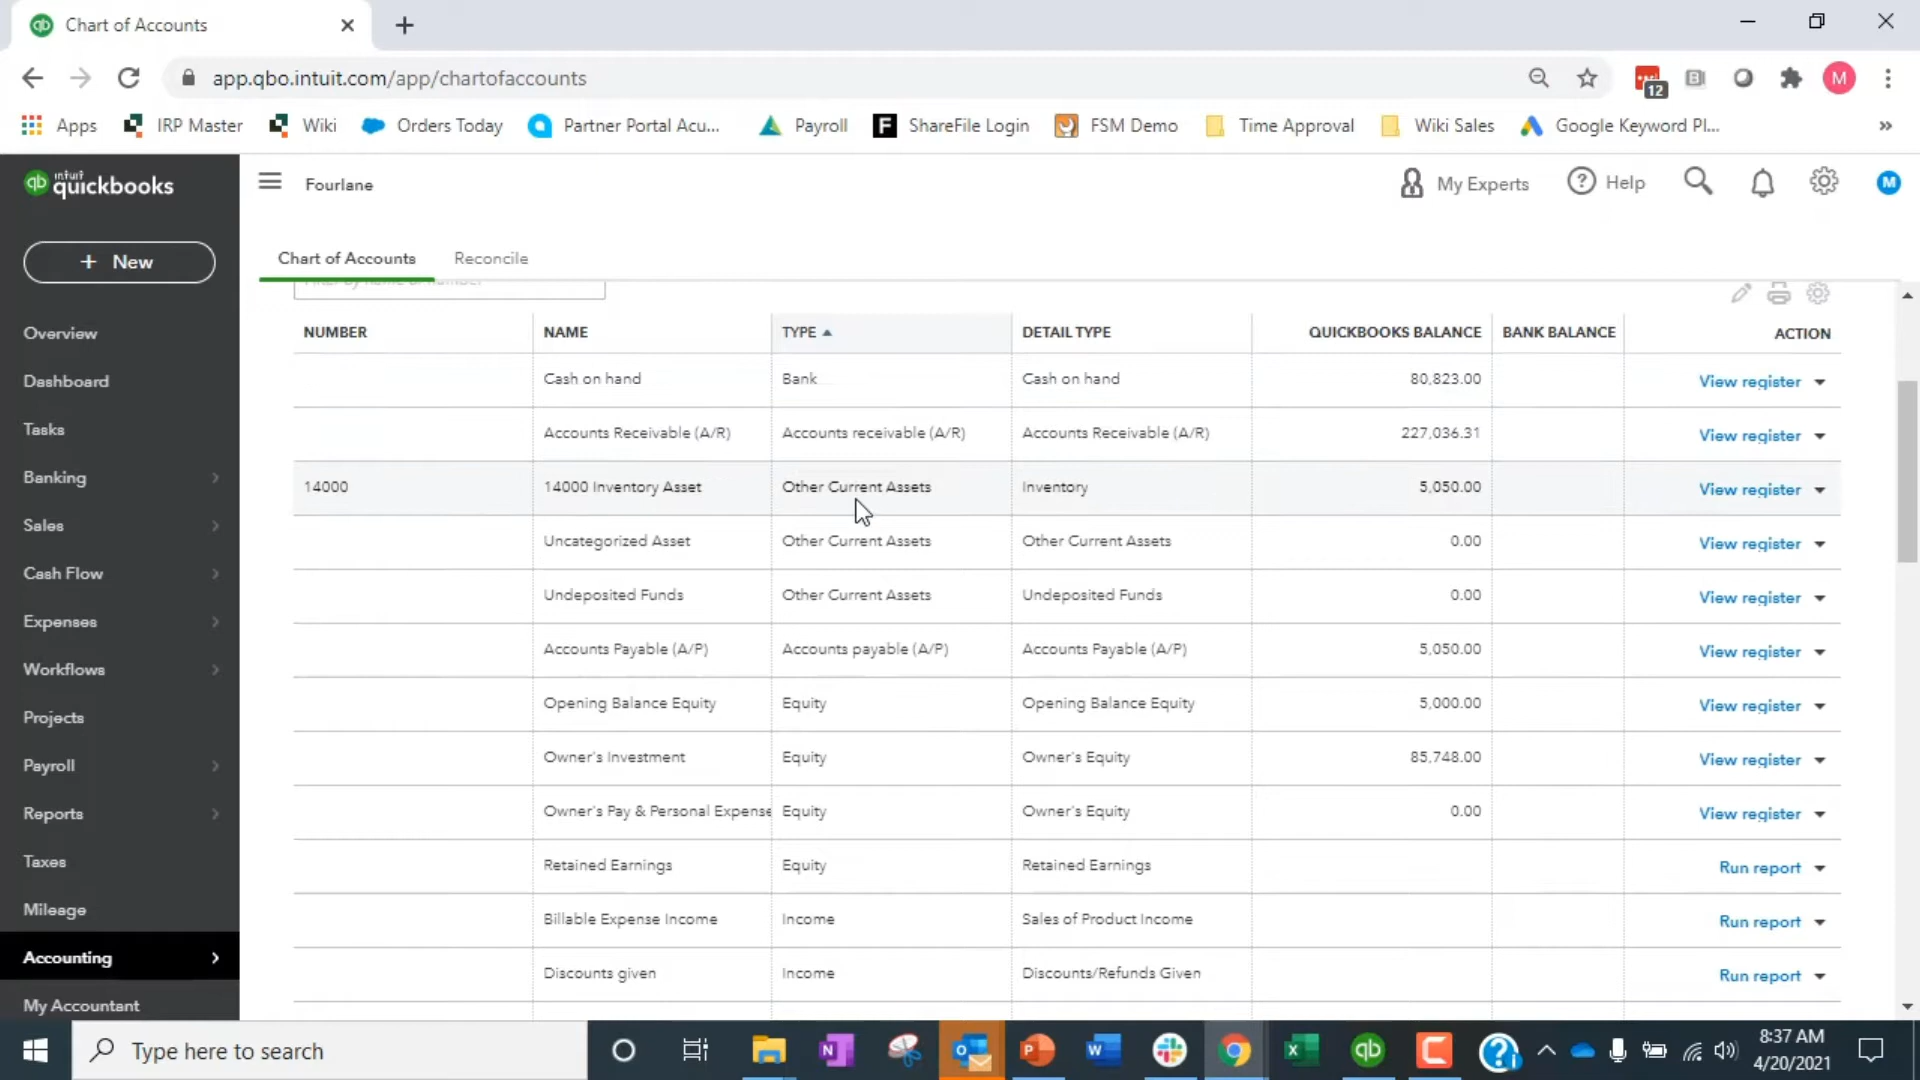 Chart of Accounts
app.qbo.intuit.com/app/chartofaccounts
12
M
Apps IRP Master Wiki Orders Today Partner Portal Acu... Payroll F ShareFile Login FSM Demo Time Approval Wiki Sales Google Keyword Pl... »
intuit quickbooks
Fourlane
My Experts Help M
+ New
Chart of Accounts Reconcile
NUMBER NAME TYPE DETAIL TYPE QUICKBOOKS BALANCE BANK BALANCE ACTION
Cash on hand Bank Cash on hand 80,823.00 View register
Accounts Receivable (A/R) Accounts receivable (A/R) Accounts Receivable (A/R) 227,036.31 View register
14000 14000 Inventory Asset Other Current Assets Inventory 5,050.00 View register
Uncategorized Asset Other Current Assets Other Current Assets 0.00 View register
Undeposited Funds Other Current Assets Undeposited Funds 0.00 View register
Accounts Payable (A/P) Accounts payable (A/P) Accounts Payable (A/P) 5,050.00 View register
Opening Balance Equity Equity Opening Balance Equity 5,000.00 View register
Owner's Investment Equity Owner's Equity 85,748.00 View register
Owner's Pay & Personal Expense Equity Owner's Equity 0.00 View register
Retained Earnings Equity Retained Earnings Run report
Billable Expense Income Income Sales of Product Income Run report
Discounts given Income Discounts/Refunds Given Run report
Overview
Dashboard
Tasks
Banking
Sales
Cash Flow
Expenses
Workflows
Projects
Payroll
Reports
Taxes
Mileage
Accounting
My Accountant
Type here to search
8:37 AM
4/20/2021